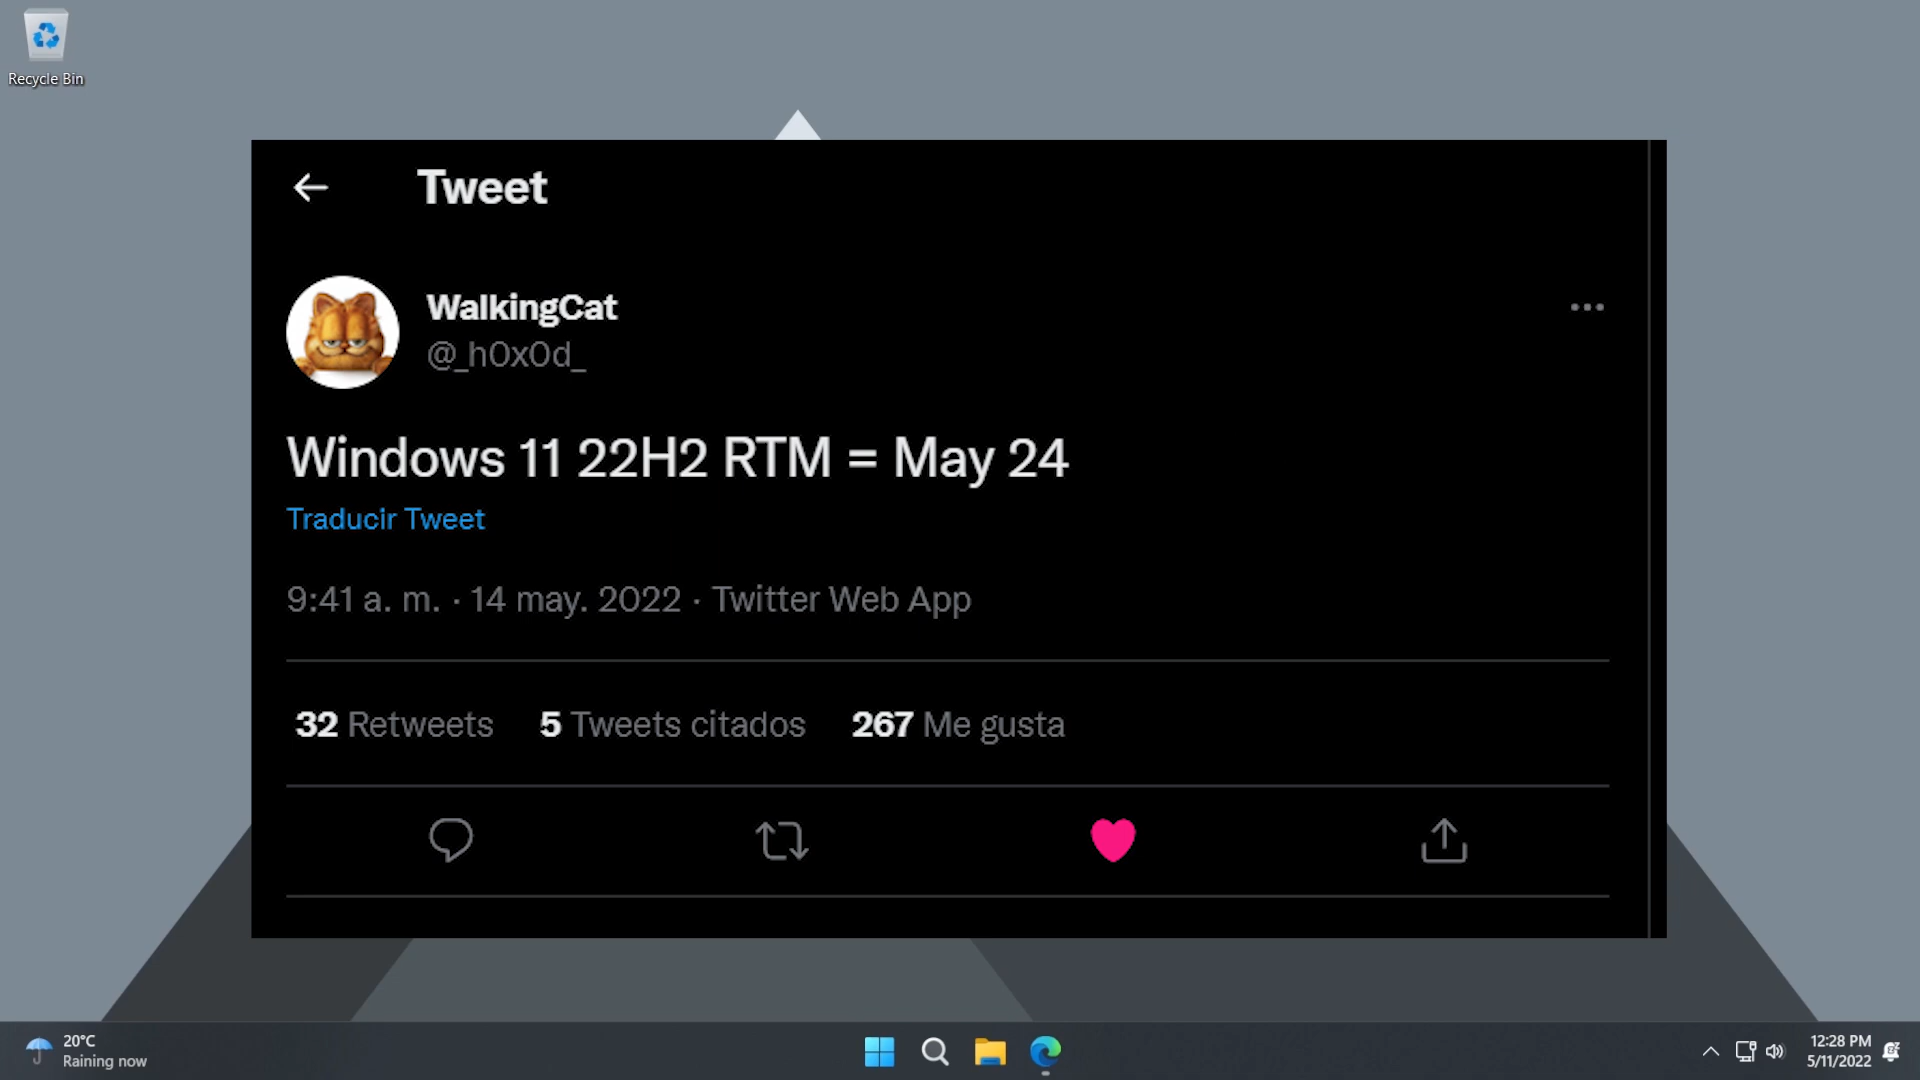 Recycle Bin
Tweet
WalkingCat
@_h0x0d_
Windows 11 22H2 RTM = May 24
Traducir Tweet
9:41 a. m. · 14 may. 2022 · Twitter Web App
32 Retweets 5 Tweets citados 267 Me gusta
20°C
Raining now
12:28 PM
5/11/2022